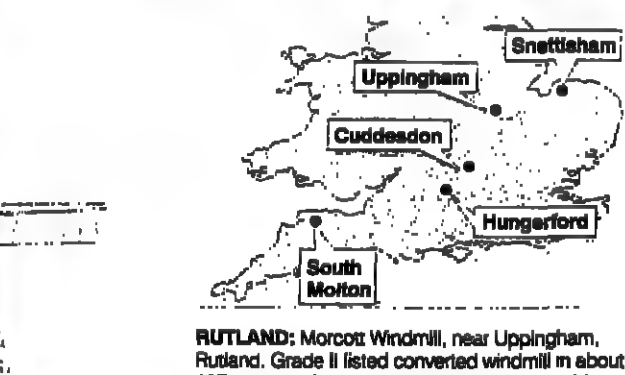 Snettisham
Uppingham
Cuddesdon
Hungerford
South
Molton
RUTLAND: Morcott Windmill, near Uppingham,
Rutland. Grade II listed converted windmill in about